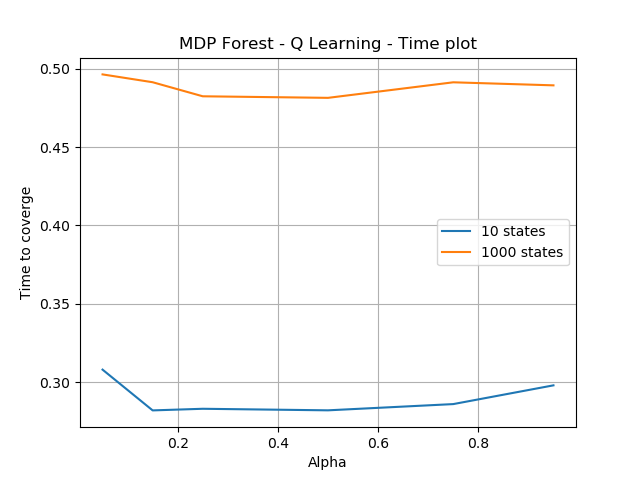 MDP Forest - Q Learning - Time plot
0.50
0.45
0.40
0.35
0.30
Time to coverge
10 states
1000 states
0.2 0.4 0.6 0.8
Alpha